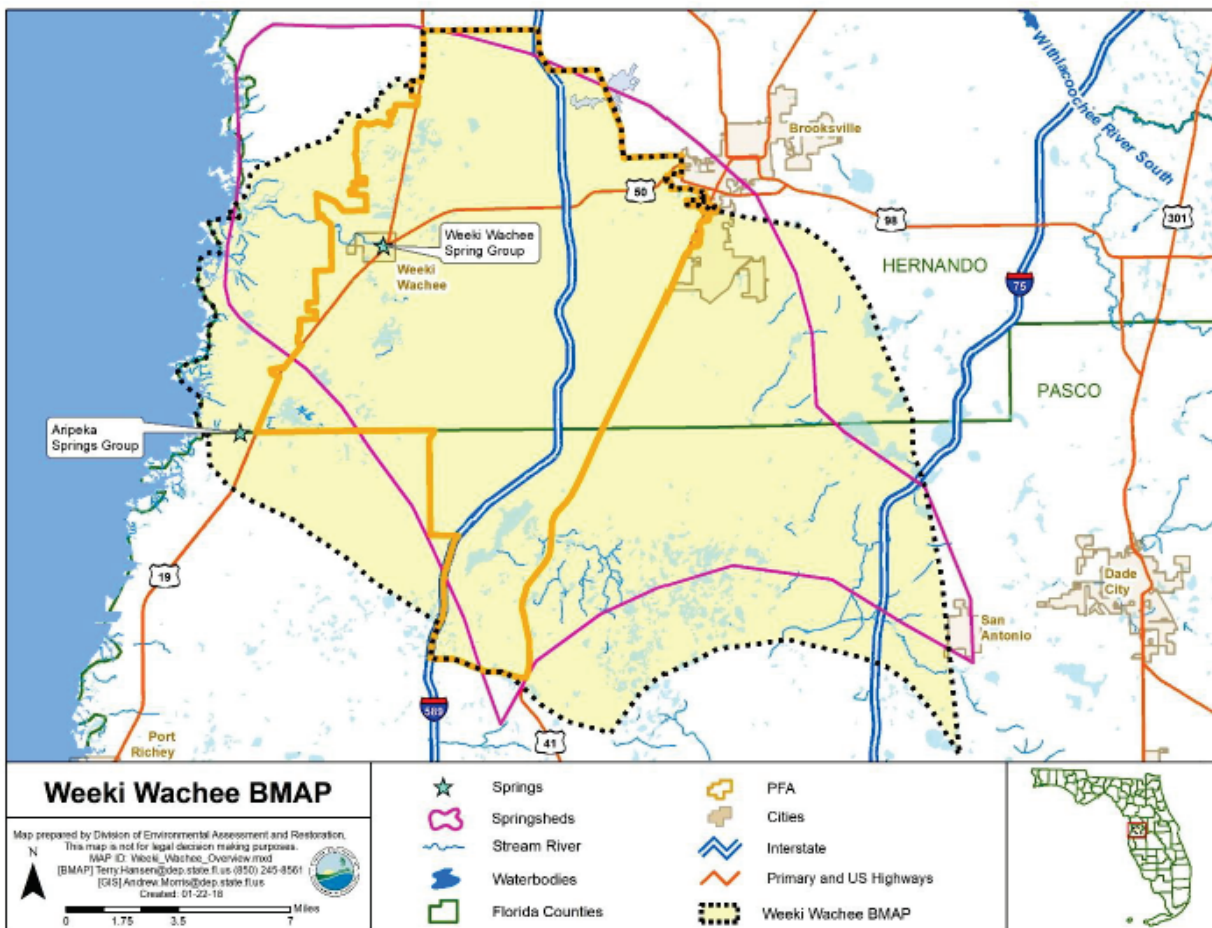 Withlacoochee River South
Brooksville
50
98
301
Weeki Wachee
Spring Group
Weeki
Wachee
HERNANDO
75
PASCO
Aripeka
Springs Group
19
Dade
City
San
Antonio
589
41
Port
Richey
Weeki Wachee BMAP
Map prepared by Division of Environmental Assessment and Restoration.
This map is not for legal decision making purposes.
MAP ID: Weeki_Wachee_Overview.mxd
[BMAP] Terry.Hansen@dep.state.fl.us (850) 245-8561
[GIS] Andrew.Morris@dep.state.fl.us
Created: 01-22-18
N
Miles
0 1.75 3.5 7
Springs
Springsheds
Stream River
Waterbodies
Florida Counties
PFA
Cities
Interstate
Primary and US Highways
Weeki Wachee BMAP